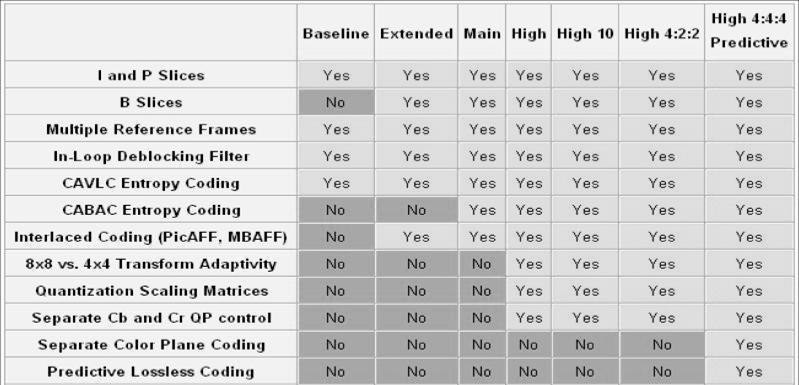 Baseline Extended Main High High 10 High 4:2:2 High 4:4:4 Predictive
I and P Slices Yes Yes Yes Yes Yes Yes Yes
B Slices No Yes Yes Yes Yes Yes Yes
Multiple Reference Frames Yes Yes Yes Yes Yes Yes Yes
In-Loop Deblocking Filter Yes Yes Yes Yes Yes Yes Yes
CAVLC Entropy Coding Yes Yes Yes Yes Yes Yes Yes
CABAC Entropy Coding No No Yes Yes Yes Yes Yes
Interlaced Coding (PicAFF, MBAFF) No Yes Yes Yes Yes Yes Yes
8x8 vs. 4x4 Transform Adaptivity No No No Yes Yes Yes Yes
Quantization Scaling Matrices No No No Yes Yes Yes Yes
Separate Cb and Cr QP control No No No Yes Yes Yes Yes
Separate Color Plane Coding No No No No No No Yes
Predictive Lossless Coding No No No No No No Yes